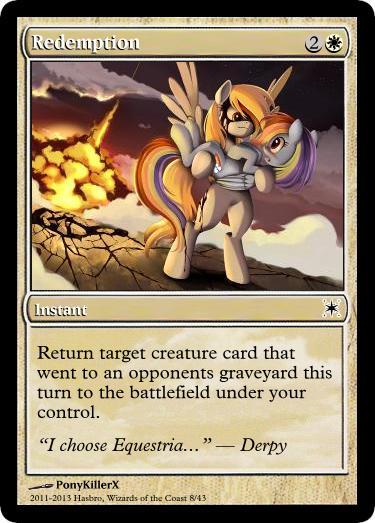 Redemption 2
Instant
Return target creature card that
went to an opponents graveyard this
turn to the battlefield under your
control.
“I choose Equestria…” — Derpy
PonyKillerX
2011-2013 Hasbro, Wizards of the Coast 8/43